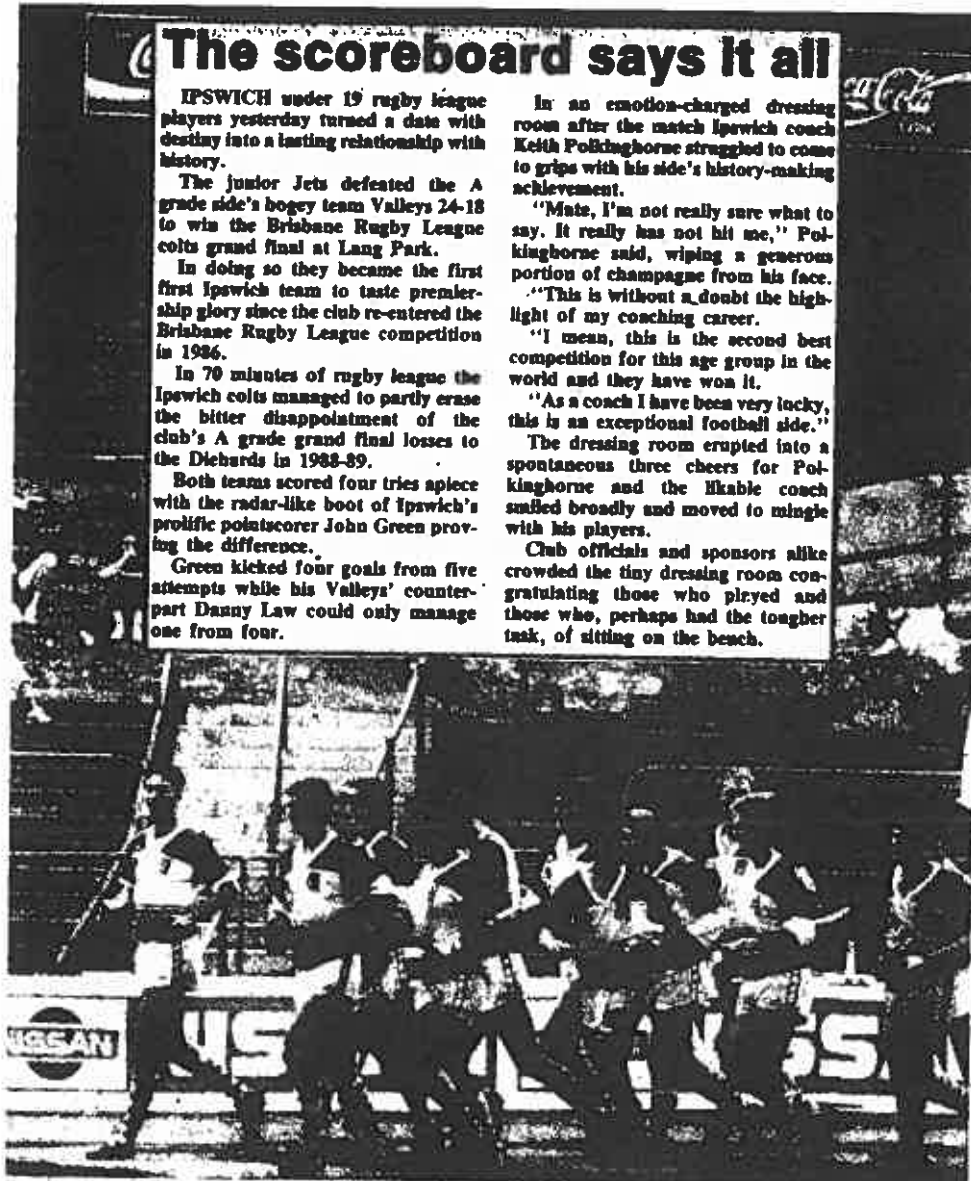 The scoreboard says it all
IPSWICH under 19 rugby league
players yesterday turned a date with
destiny into a lasting relationship with
history.
The junior Jets defeated the A
grade side's bogey team Valleys 24-18
to win the Brisbane Rugby League
colts grand final at Lang Park.
In doing so they became the first
first Ipswich team to taste premier-
ship glory since the club re-entered the
Brisbane Rugby League competition
in 1986.
In 70 minutes of rugby league the
Ipswich colts managed to partly erase
the bitter disappointment of the
club's A grade grand final losses to
the Diehards in 1988-89.
Both teams scored four tries apiece
with the radar-like boot of Ipswich's
prolific pointscorer John Green prov-
ing the difference.
Green kicked four goals from five
attempts while his Valleys' counter-
part Danny Law could only manage
one from four.
In an emotion-charged dressing
room after the match Ipswich coach
Keith Polkinghorne struggled to come
to grips with his side's history-making
achievement.
"Mate, I'm not really sure what to
say. It really has not hit me," Pol-
kinghorne said, wiping a generous
portion of champagne from his face.
"This is without a doubt the high-
light of my coaching career.
"I mean, this is the second best
competition for this age group in the
world and they have won it.
"As a coach I have been very lucky,
this is an exceptional football side."
The dressing room erupted into a
spontaneous three cheers for Pol-
kinghorne and the likable coach
smiled broadly and moved to mingle
with his players.
Club officials and sponsors alike
crowded the tiny dressing room con-
gratulating those who played and
those who, perhaps had the tougher
task, of sitting on the bench.
Coca-Cola
NISSAN